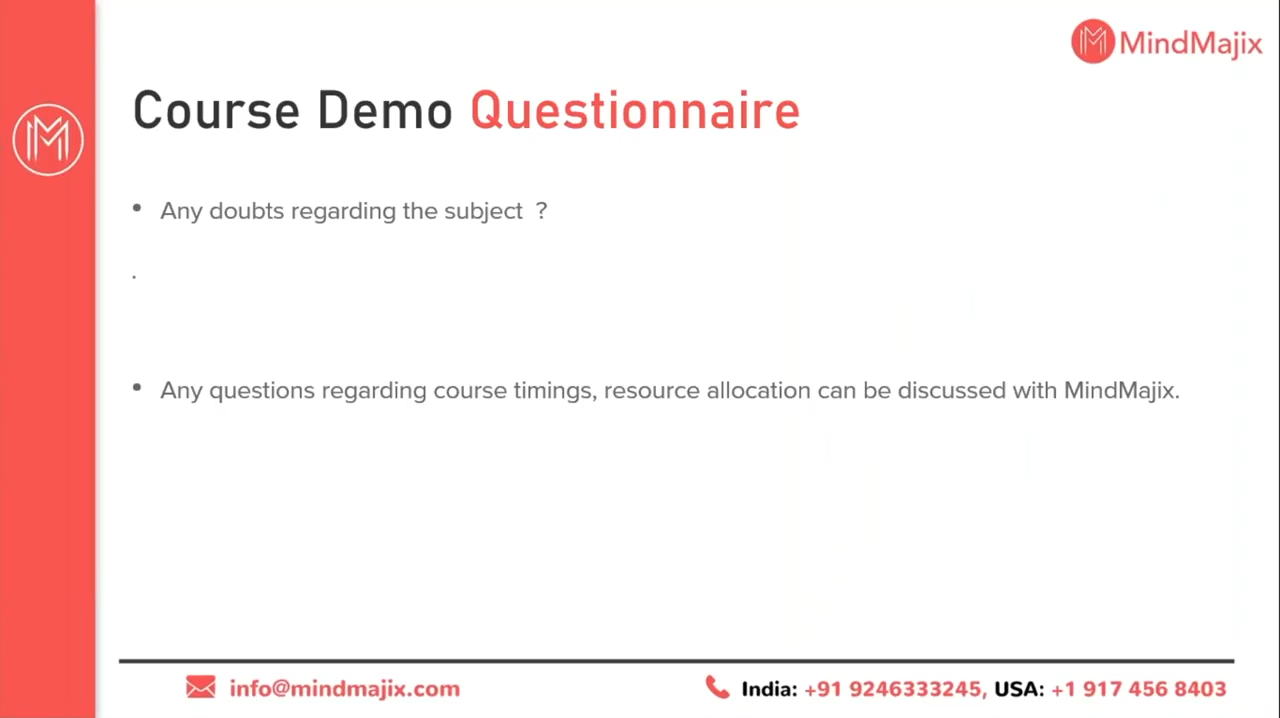 MindMajix
Course Demo Questionnaire
• Any doubts regarding the subject ?
.
• Any questions regarding course timings, resource allocation can be discussed with MindMajix.
info@mindmajix.com
India: +91 9246333245, USA: +1 917 456 8403